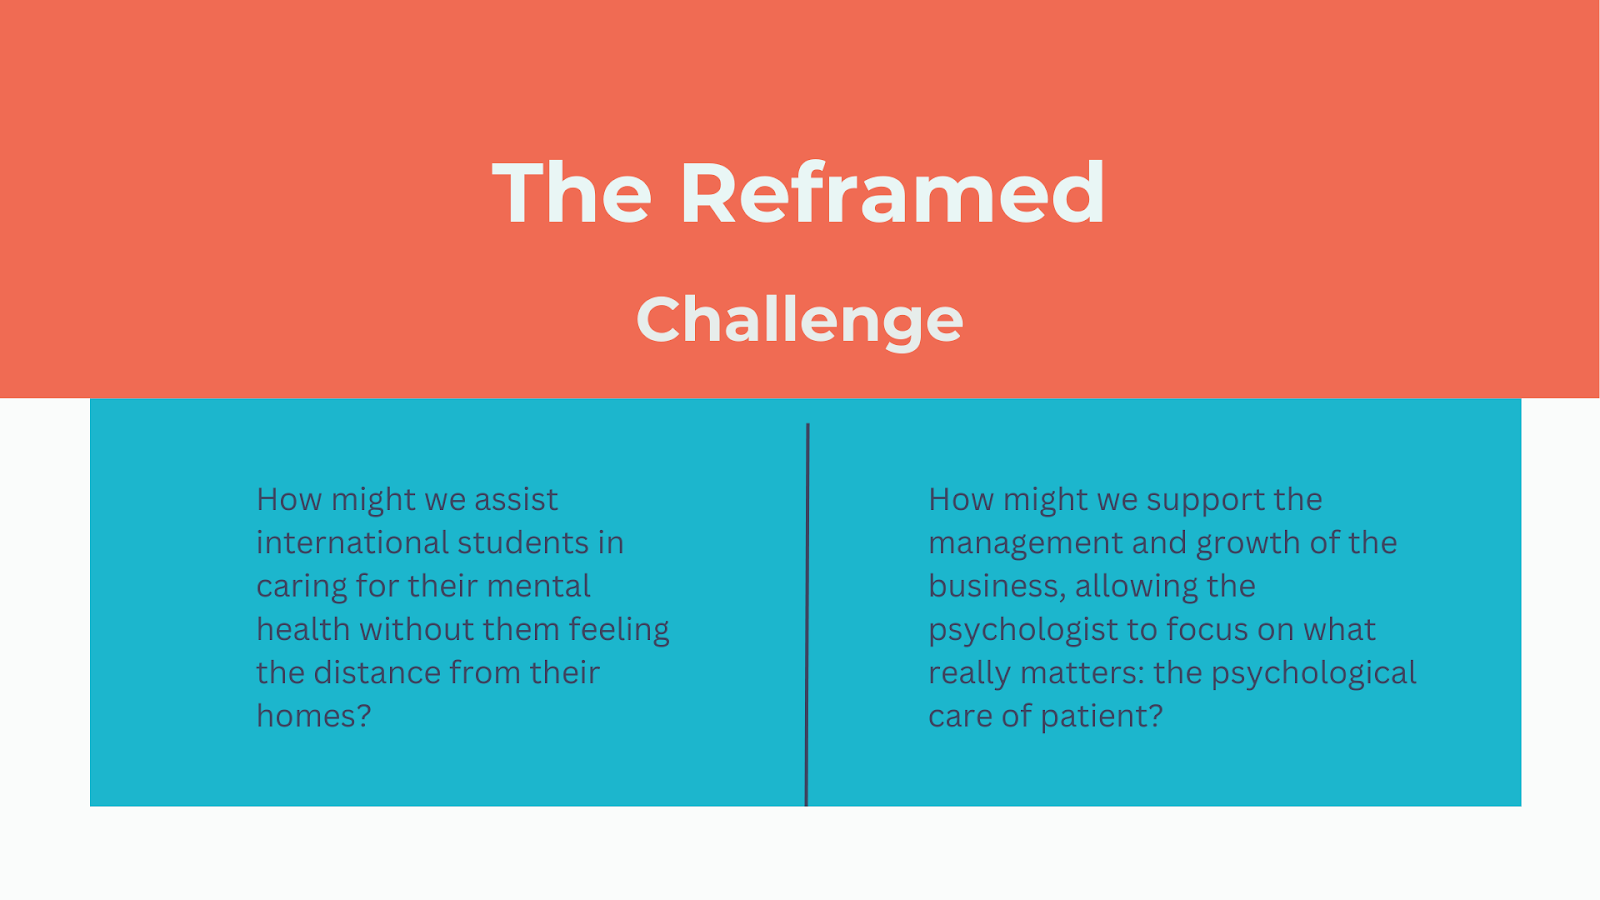 The Reframed
Challenge
How might we assist
international students in
caring for their mental
health without them feeling
the distance from their
homes?
How might we support the
management and growth of the
business, allowing the
psychologist to focus on what
really matters: the psychological
care of patient?